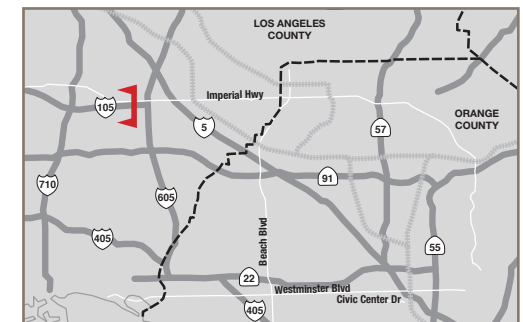 LOS ANGELES
COUNTY
Imperial Hwy
105
5
57
ORANGE
COUNTY
710
605
91
405
Beach Blvd
55
22
Westminster Blvd
Civic Center Dr
405